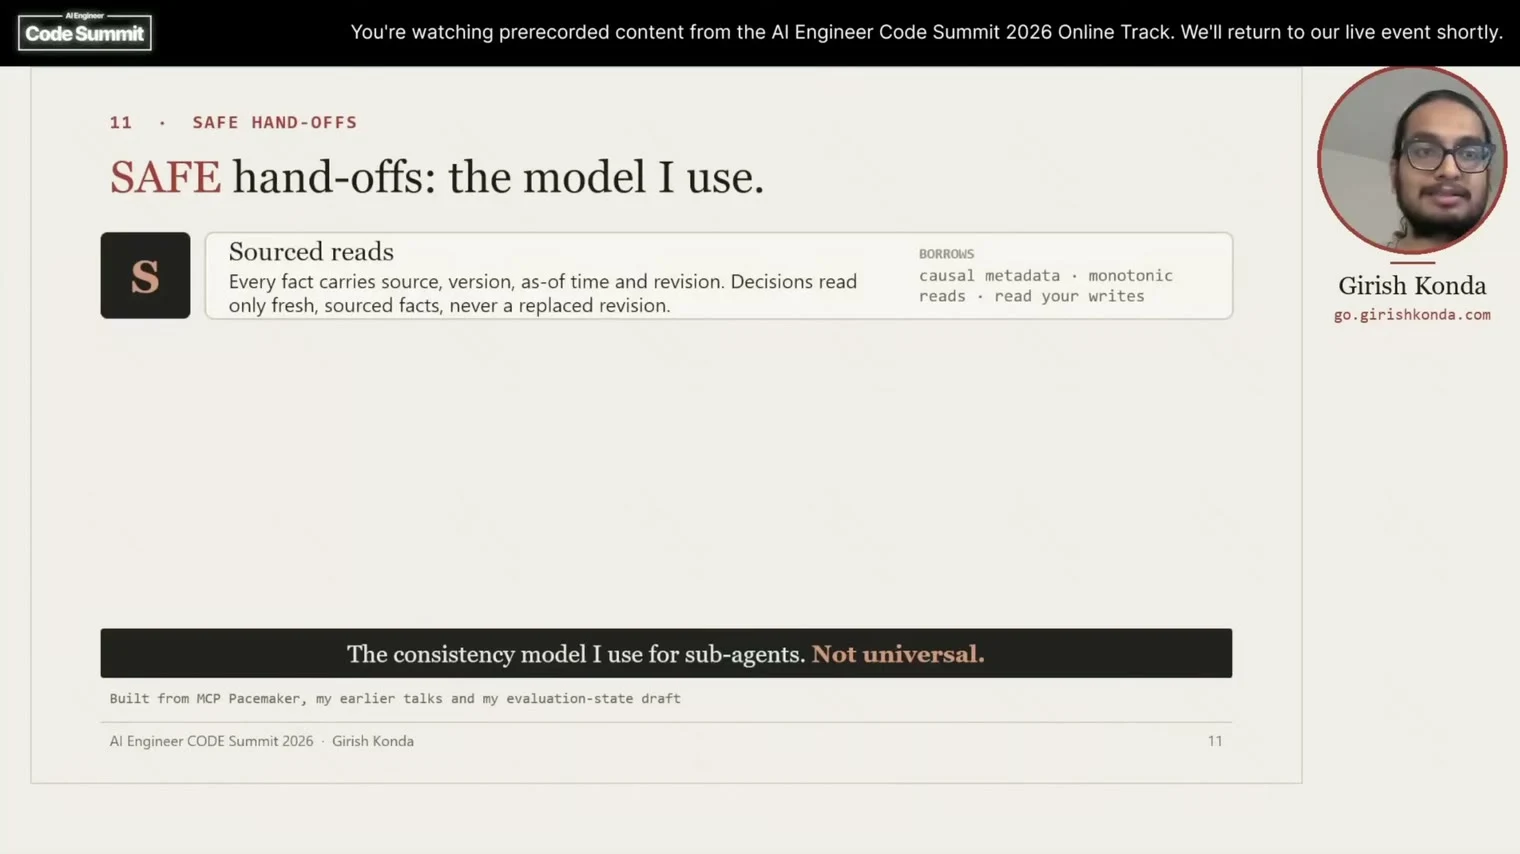 AI Engineer
Code Summit
You're watching prerecorded content from the AI Engineer Code Summit 2026 Online Track. We'll return to our live event shortly.
11 · SAFE HAND-OFFS
SAFE hand-offs: the model I use.
S
Sourced reads
Every fact carries source, version, as-of time and revision. Decisions read
only fresh, sourced facts, never a replaced revision.
BORROWS
causal metadata · monotonic
reads · read your writes
Girish Konda
go.girishkonda.com
The consistency model I use for sub-agents. Not universal.
Built from MCP Pacemaker, my earlier talks and my evaluation-state draft
AI Engineer CODE Summit 2026 · Girish Konda
11